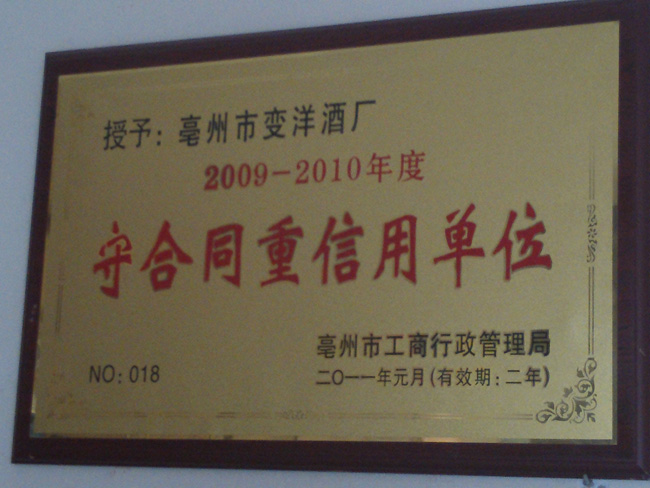 授予：亳州市变洋酒厂
2009-2010年度
守合同重信用单位
亳州市工商行政管理局
NO：018
二〇一一年元月(有效期：二年)